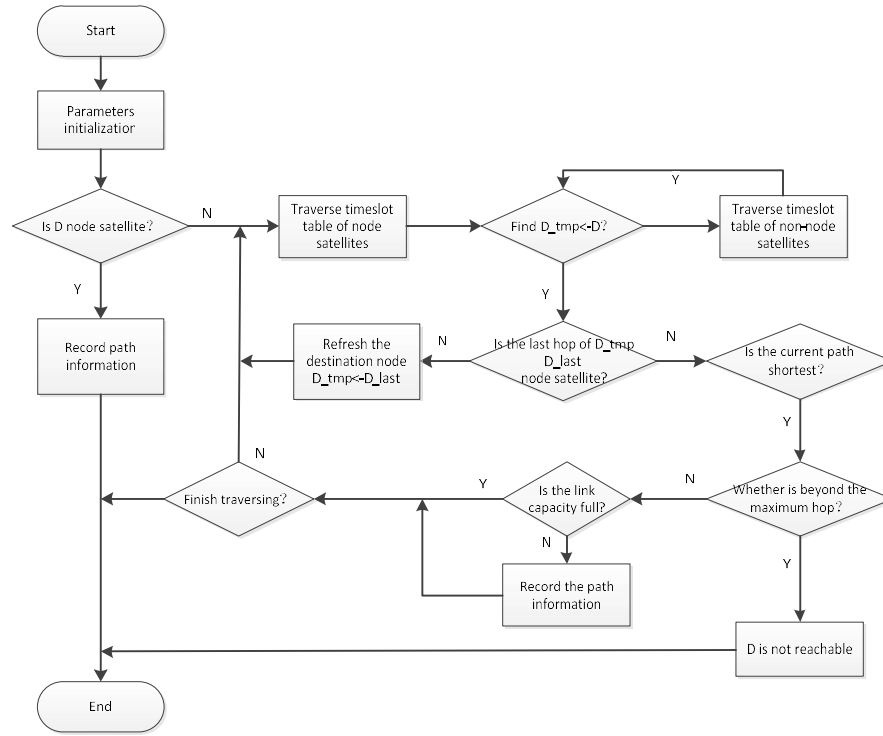 Start
Parameters
initialization
Is D node satellite?
N
Y
Traverse timeslot
table of node
satellites
Find D_tmp<-D?
Y
Traverse timeslot
table of non-node
satellites
Y
Record path
information
Refresh the
destination node
D_tmp<-D_last
N
Is the last hop of D_tmp
D_last
node satellite?
N
Is the current path
shortest?
Y
N
Finish traversing?
Y
Is the link
capacity full?
N
Whether is beyond the
maximum hop?
N
Y
Record the path
information
D is not reachable
End